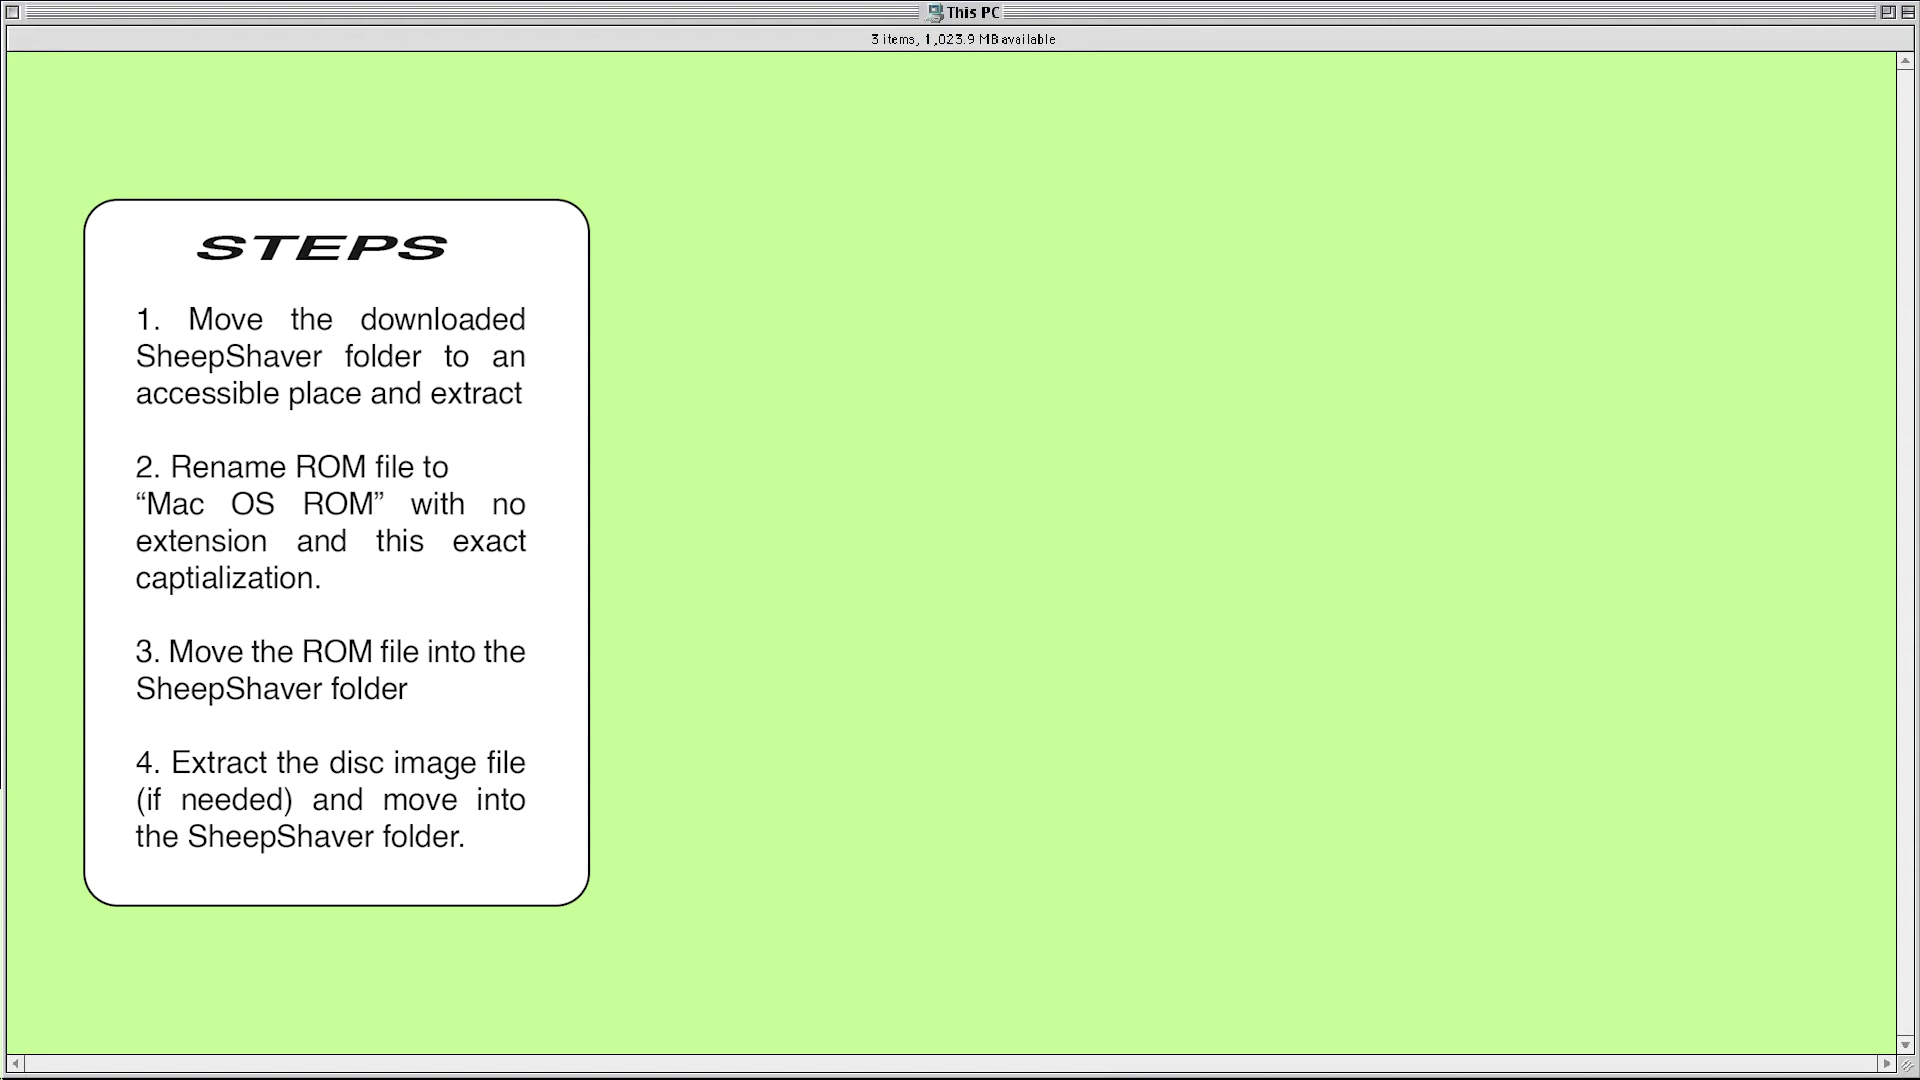 This PC
3 items, 1,023.9 MB available
STEPS
1. Move the downloaded
SheepShaver folder to an
accessible place and extract
2. Rename ROM file to
“Mac OS ROM” with no
extension and this exact
captialization.
3. Move the ROM file into the
SheepShaver folder
4. Extract the disc image file
(if needed) and move into
the SheepShaver folder.